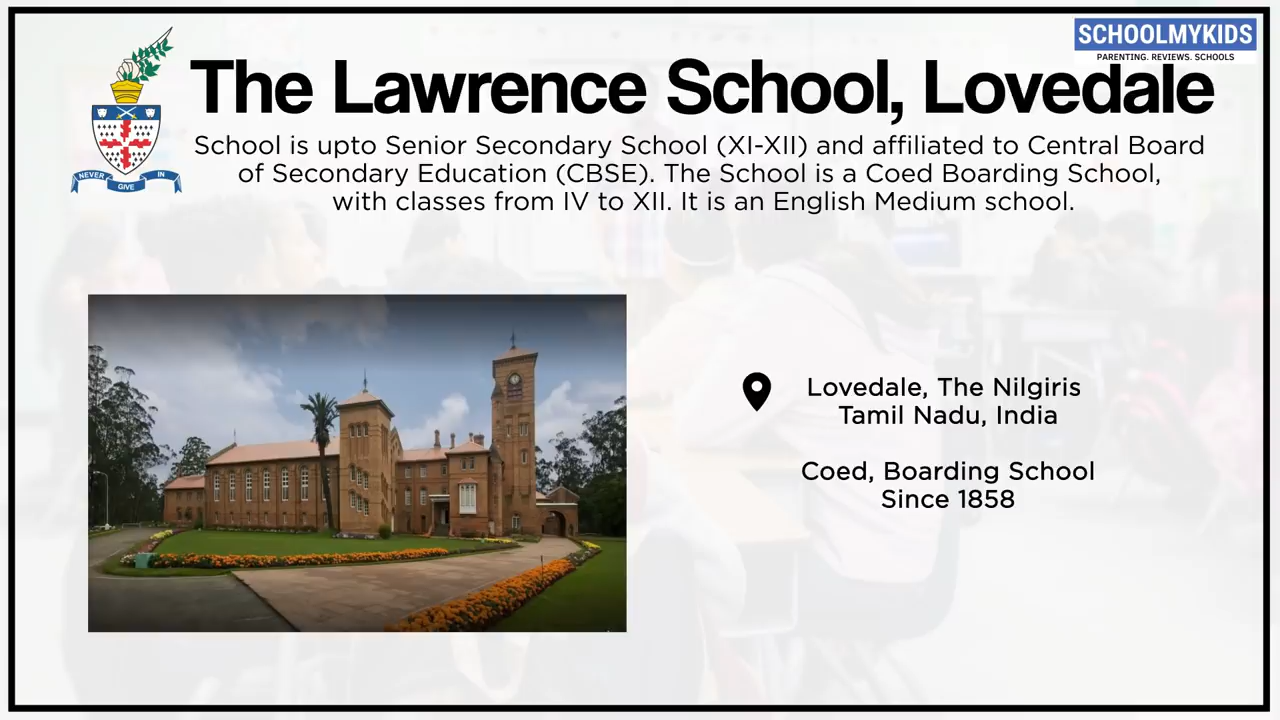 SCHOOLMYKIDS
PARENTING. REVIEWS. SCHOOLS
The Lawrence School, Lovedale
School is upto Senior Secondary School (XI-XII) and affiliated to Central Board
of Secondary Education (CBSE). The School is a Coed Boarding School,
with classes from IV to XII. It is an English Medium school.
NEVER GIVE IN
Lovedale, The Nilgiris
Tamil Nadu, India
Coed, Boarding School
Since 1858